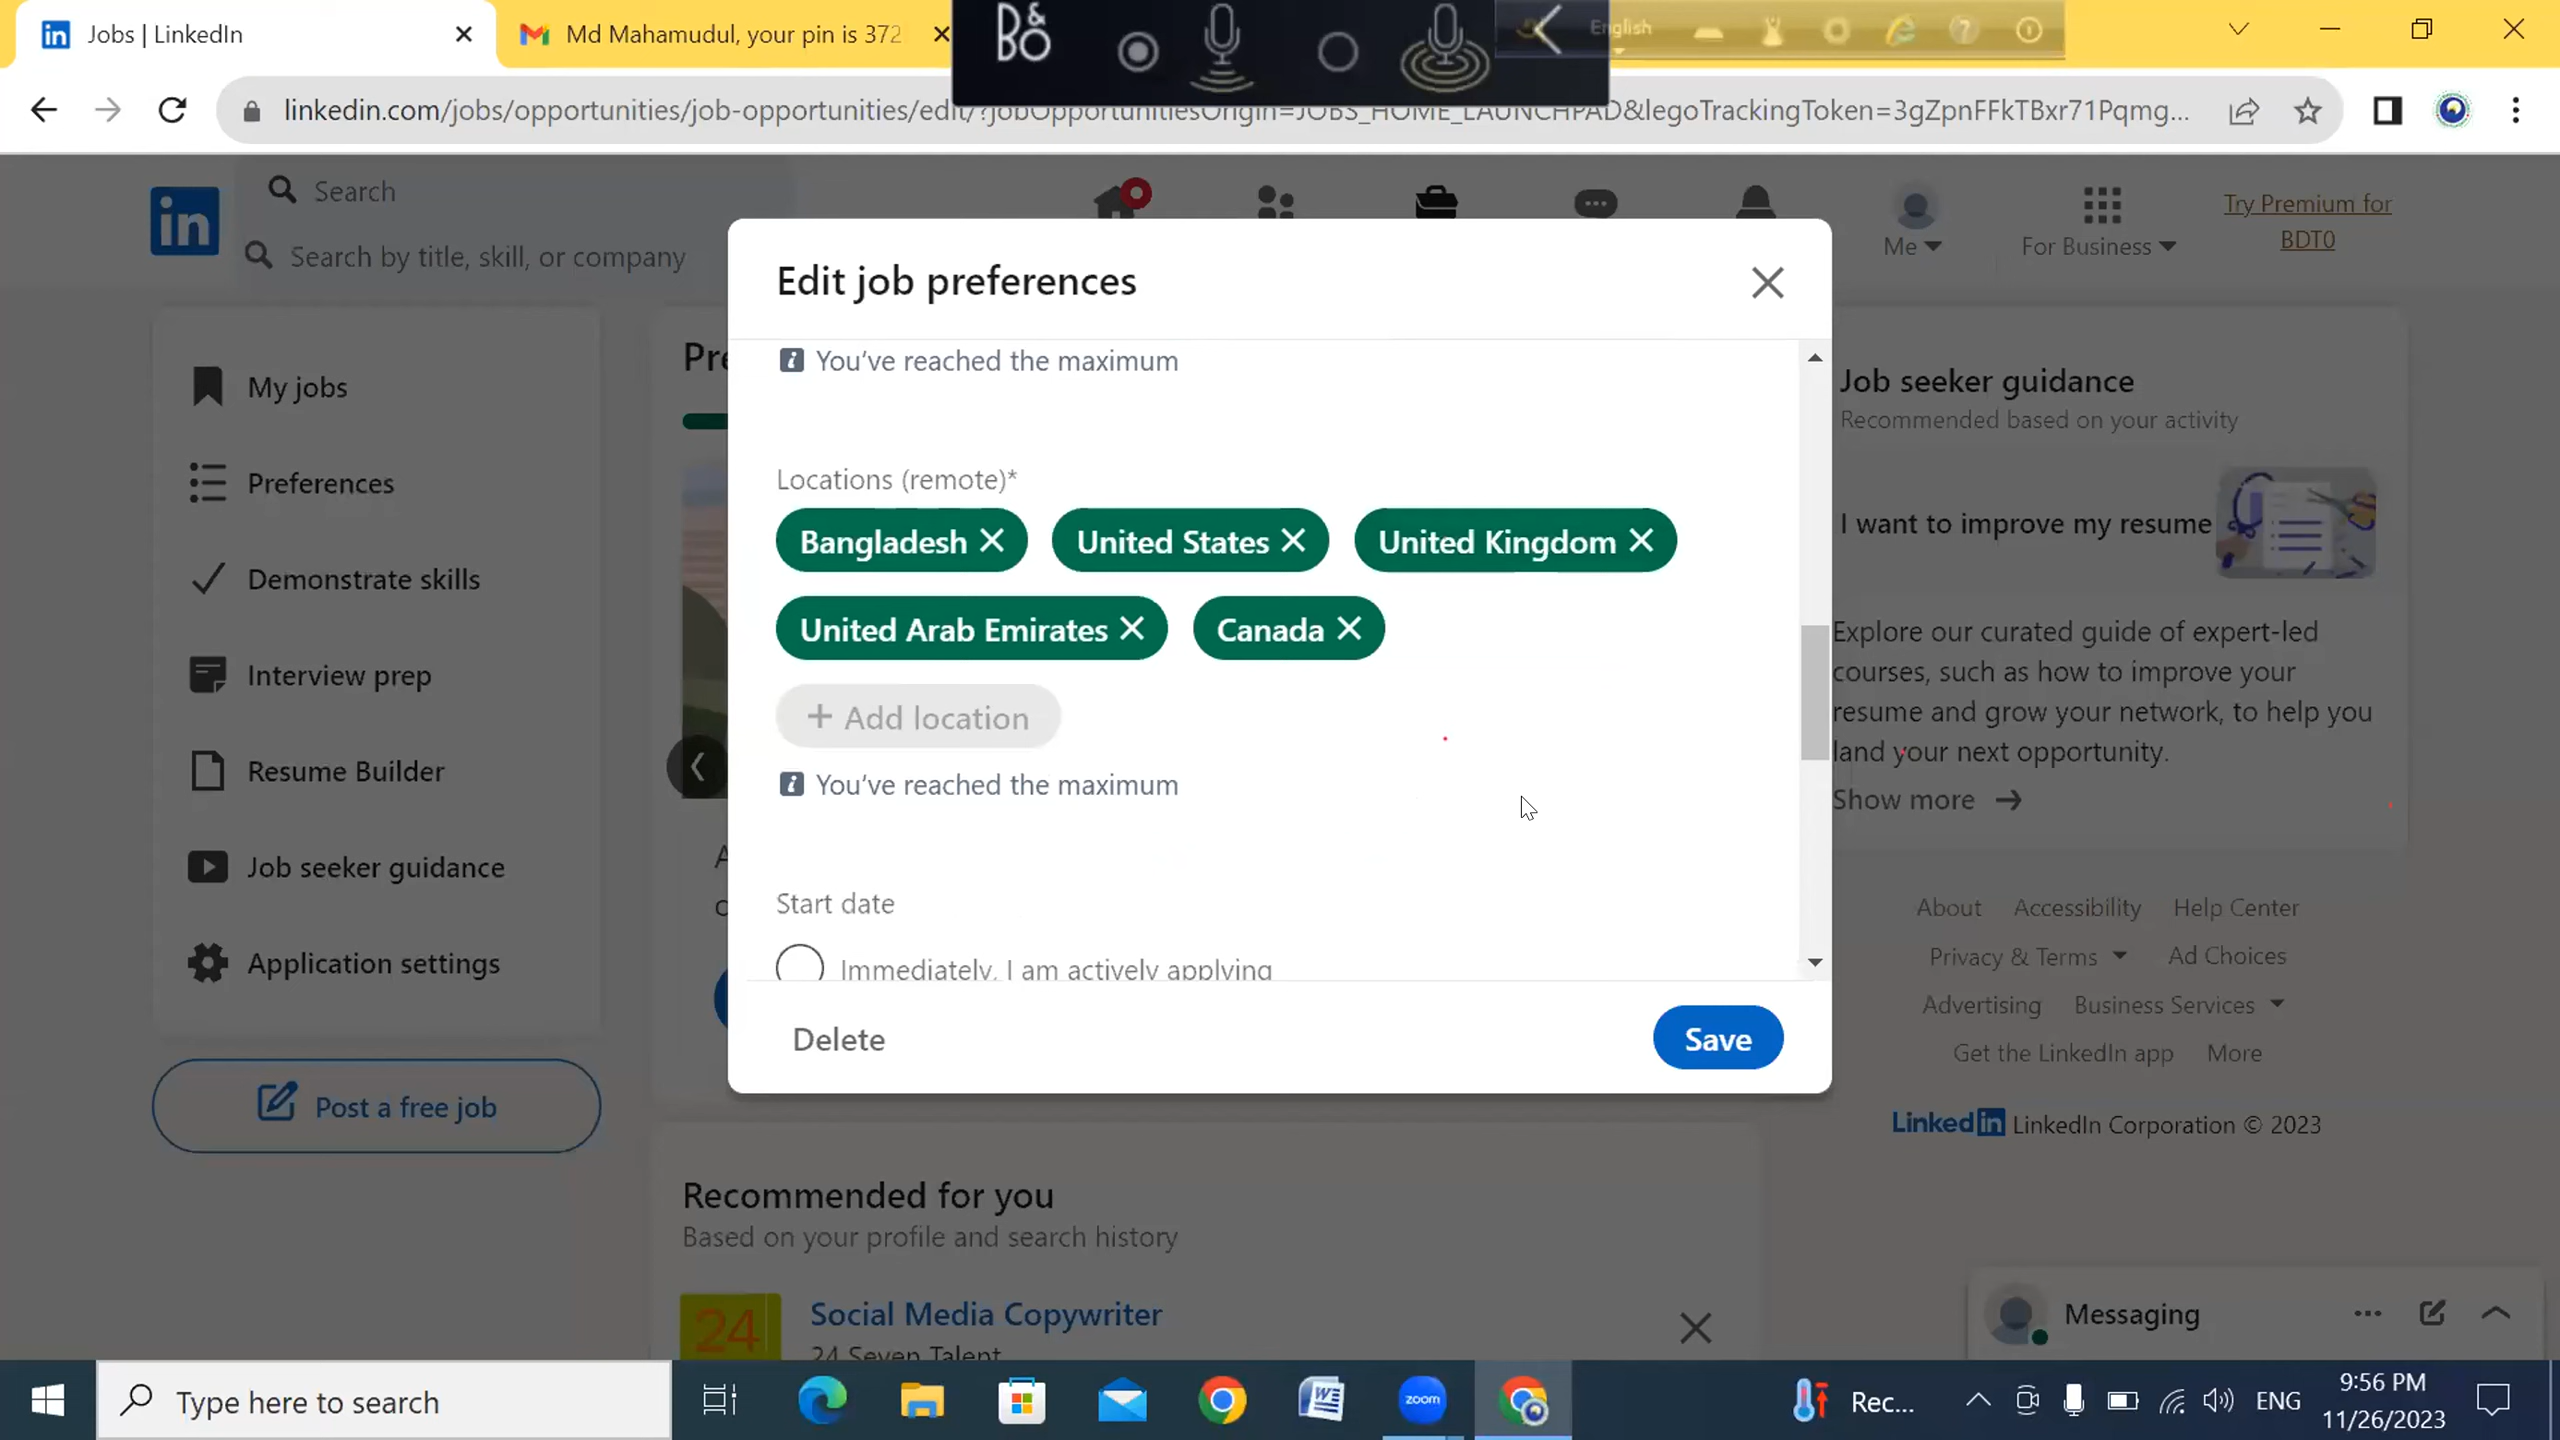 Jobs | LinkedIn
Md Mahamudul, your pin is 372
B&O
English
linkedin.com/jobs/opportunities/job-opportunities/edit/?jobOpportunitiesOrigin=JOBS_HOME_LAUNCHPAD&legoTrackingToken=3gZpnFFkTBxr71Pqmg...
in
Search
Search by title, skill, or company
Me
For Business
Try Premium for
BDT0
My jobs
Preferences
Demonstrate skills
Interview prep
Resume Builder
Job seeker guidance
Application settings
Post a free job
Pre
Edit job preferences
You've reached the maximum
Locations (remote)*
Bangladesh
United States
United Kingdom
United Arab Emirates
Canada
+ Add location
You've reached the maximum
Start date
Immediately, I am actively applying
Delete
Save
Job seeker guidance
Recommended based on your activity
I want to improve my resume
Explore our curated guide of expert-led
courses, such as how to improve your
resume and grow your network, to help you
land your next opportunity.
Show more
About Accessibility Help Center
Privacy & Terms Ad Choices
Advertising Business Services
Get the LinkedIn app More
LinkedIn LinkedIn Corporation © 2023
Recommended for you
Based on your profile and search history
24
Social Media Copywriter
24 Seven Talent
Messaging
Type here to search
zoom
Rec...
ENG
9:56 PM
11/26/2023